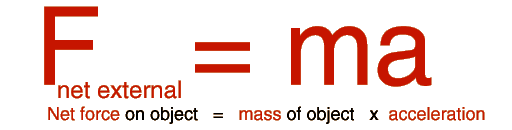 F net external = ma
Net force on object = mass of object x acceleration